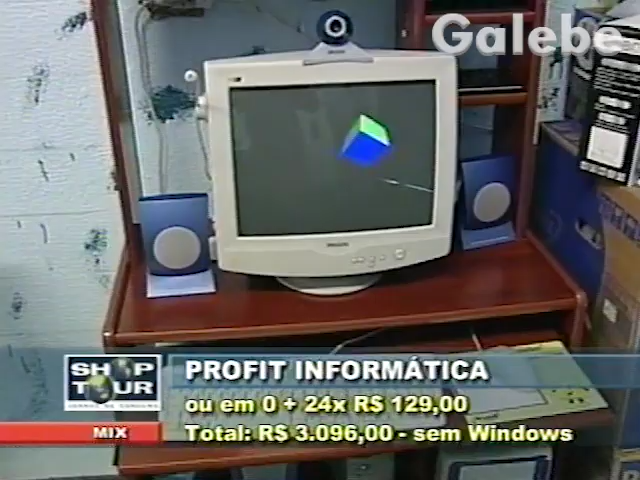 Galebe
SHOP
TOUR
PROFIT INFORMÁTICA
ou em 0 + 24x R$ 129,00
MIX
Total: R$ 3.096,00 - sem Windows